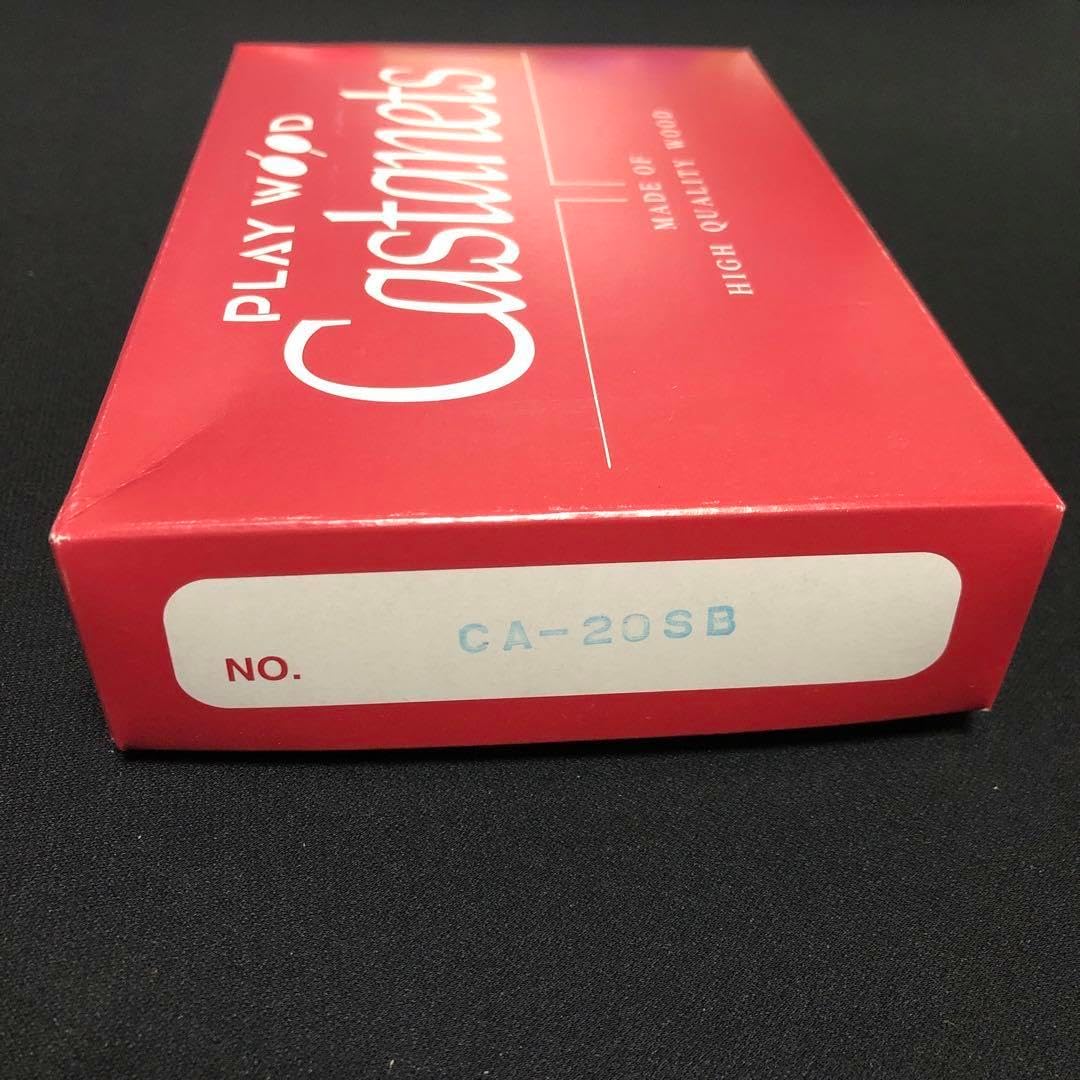 PLAY WOOD
Castanets
MADE OF
HIGH QUALITY WOOD
NO. CA-20SB